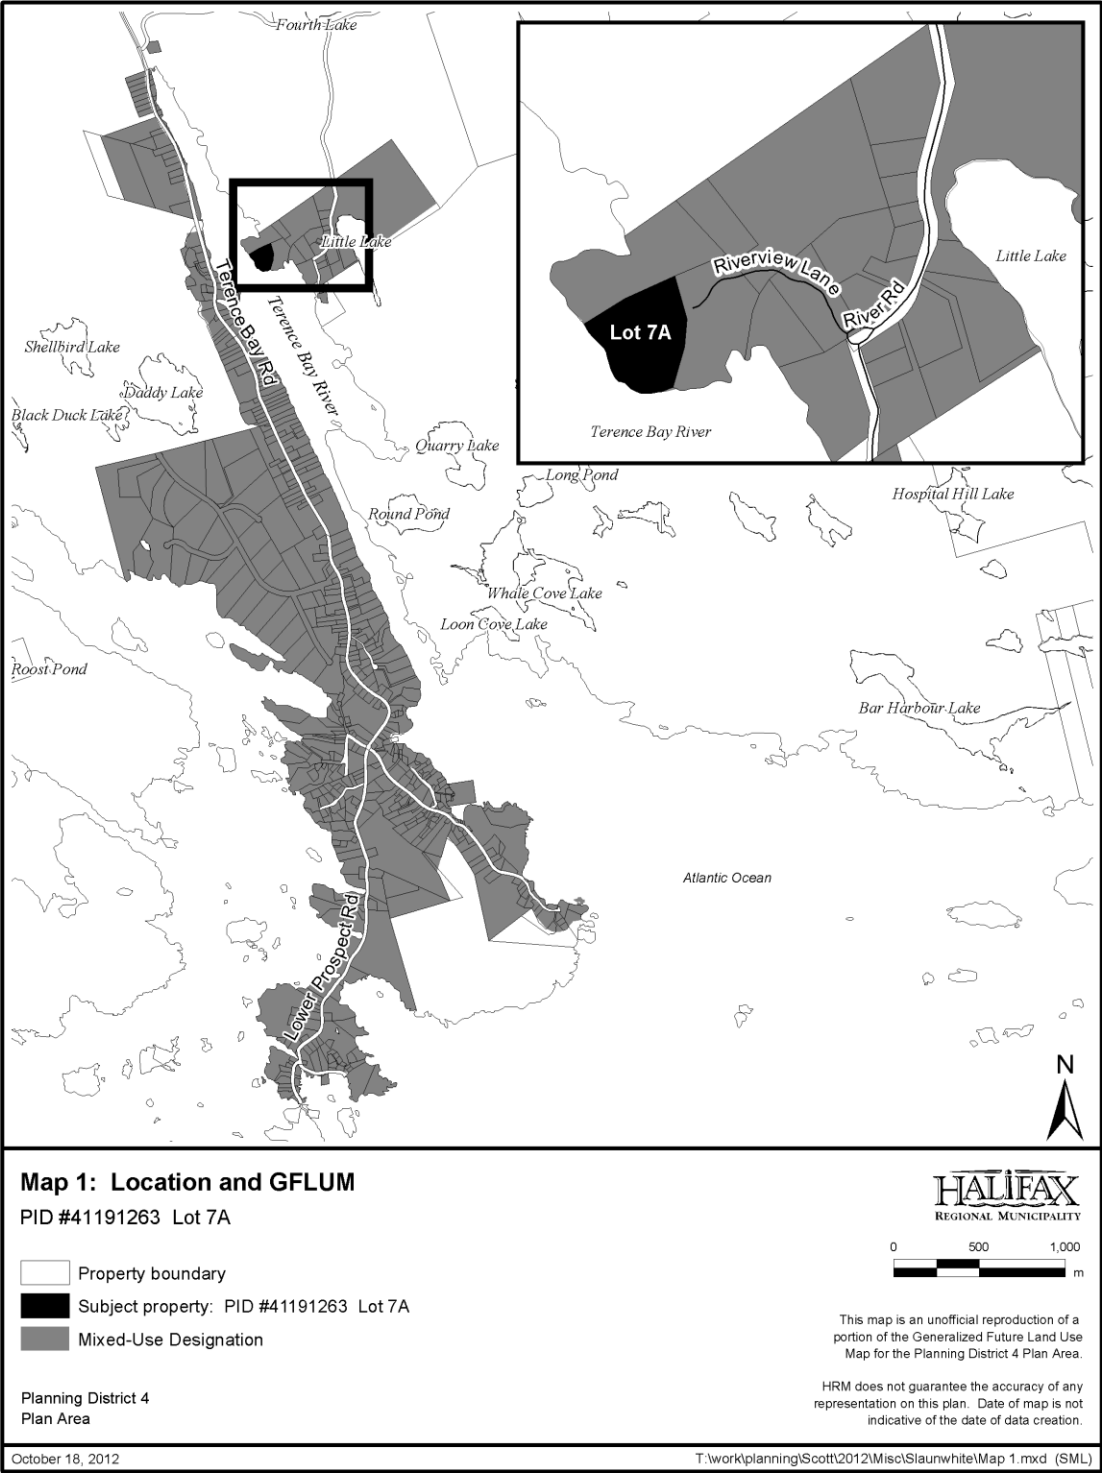 Fourth Lake
Little Lake
Terence Bay Rd
Terence Bay River
Shellbird Lake
Daddy Lake
Black Duck Lake
Quarry Lake
Round Pond
Long Pond
Hospital Hill Lake
Whale Cove Lake
Loon Cove Lake
Roost Pond
Bar Harbour Lake
Atlantic Ocean
Lower Prospect Rd
Riverview Lane
River Rd
Little Lake
Lot 7A
Terence Bay River
N
Map 1: Location and GFLUM
PID #41191263 Lot 7A
Property boundary
Subject property: PID #41191263 Lot 7A
Mixed-Use Designation
Planning District 4
Plan Area
HALIFAX
REGIONAL MUNICIPALITY
0 500 1,000
m
This map is an unofficial reproduction of a
portion of the Generalized Future Land Use
Map for the Planning District 4 Plan Area.
HRM does not guarantee the accuracy of any
representation on this plan. Date of map is not
indicative of the date of data creation.
October 18, 2012
T:\work\planning\Scott\2012\Misc\Slaunwhite\Map 1.mxd (SML)